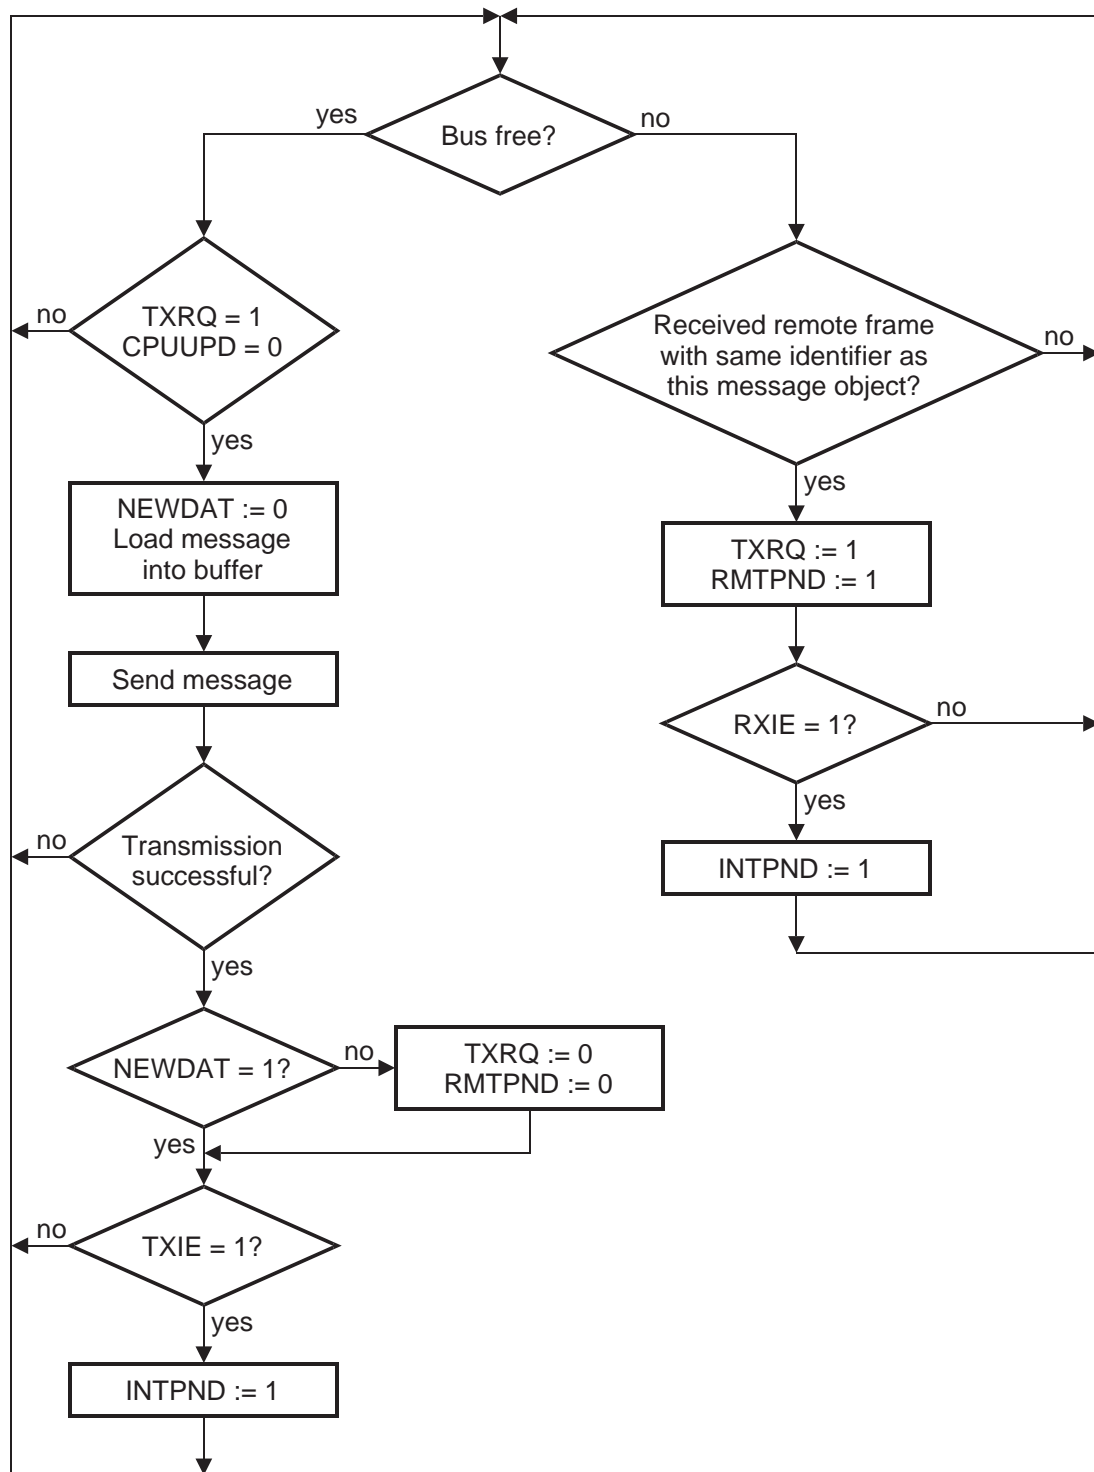 yes
Bus free?
no
no
TXRQ = 1
CPUUPD = 0
yes
Received remote frame
with same identifier as
this message object?
no
yes
NEWDAT := 0
Load message
into buffer
TXRQ := 1
RMTPND := 1
Send message
RXIE = 1?
no
yes
no
Transmission
successful?
yes
INTPND := 1
NEWDAT = 1?
no
TXRQ := 0
RMTPND := 0
yes
no
TXIE = 1?
yes
INTPND := 1